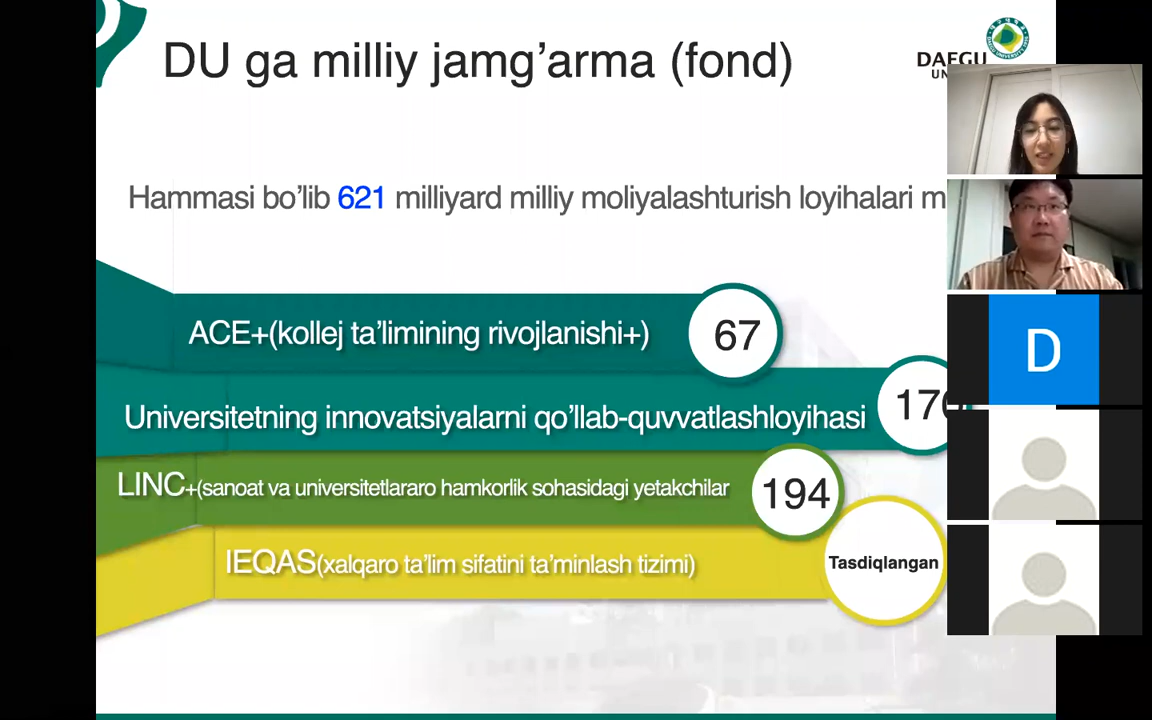 DU ga milliy jamg’arma (fond)
DAEGU
Hammasi bo’lib 621 milliyard milliy moliyalashturish loyihalari
ACE+(kollej ta’limining rivojlanishi+)
67
Universitetning innovatsiyalarni qo’llab-quvvatlashloyihasi
LINC+(sanoat va universitetlararo hamkorlik sohasidagi yetakchilar
194
IEQAS(xalqaro ta’lim sifatini ta’minlash tizimi)
Tasdiqlangan
D